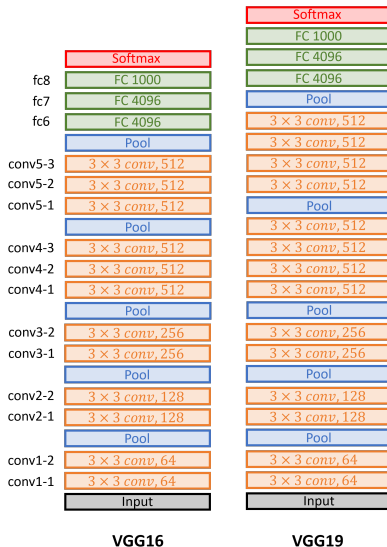 Softmax
fc8 FC 1000
fc7 FC 4096
fc6 FC 4096
Pool
conv5-3 3 × 3 conv, 512
conv5-2 3 × 3 conv, 512
conv5-1 3 × 3 conv, 512
Pool
conv4-3 3 × 3 conv, 512
conv4-2 3 × 3 conv, 512
conv4-1 3 × 3 conv, 512
Pool
conv3-2 3 × 3 conv, 256
conv3-1 3 × 3 conv, 256
Pool
conv2-2 3 × 3 conv, 128
conv2-1 3 × 3 conv, 128
Pool
conv1-2 3 × 3 conv, 64
conv1-1 3 × 3 conv, 64
Input
VGG16
Softmax
FC 1000
FC 4096
FC 4096
Pool
3 × 3 conv, 512
3 × 3 conv, 512
3 × 3 conv, 512
3 × 3 conv, 512
Pool
3 × 3 conv, 512
3 × 3 conv, 512
3 × 3 conv, 512
3 × 3 conv, 512
Pool
3 × 3 conv, 256
3 × 3 conv, 256
Pool
3 × 3 conv, 128
3 × 3 conv, 128
Pool
3 × 3 conv, 64
3 × 3 conv, 64
Input
VGG19